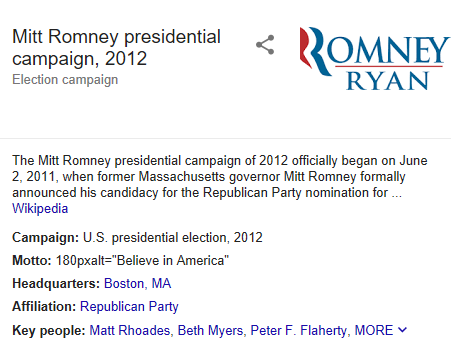 Mitt Romney presidential
campaign, 2012
Election campaign
ROMNEY
RYAN
The Mitt Romney presidential campaign of 2012 officially began on June
2, 2011, when former Massachusetts governor Mitt Romney formally
announced his candidacy for the Republican Party nomination for ...
Wikipedia
Campaign: U.S. presidential election, 2012
Motto: 180pxalt="Believe in America"
Headquarters: Boston, MA
Affiliation: Republican Party
Key people: Matt Rhoades, Beth Myers, Peter F. Flaherty, MORE